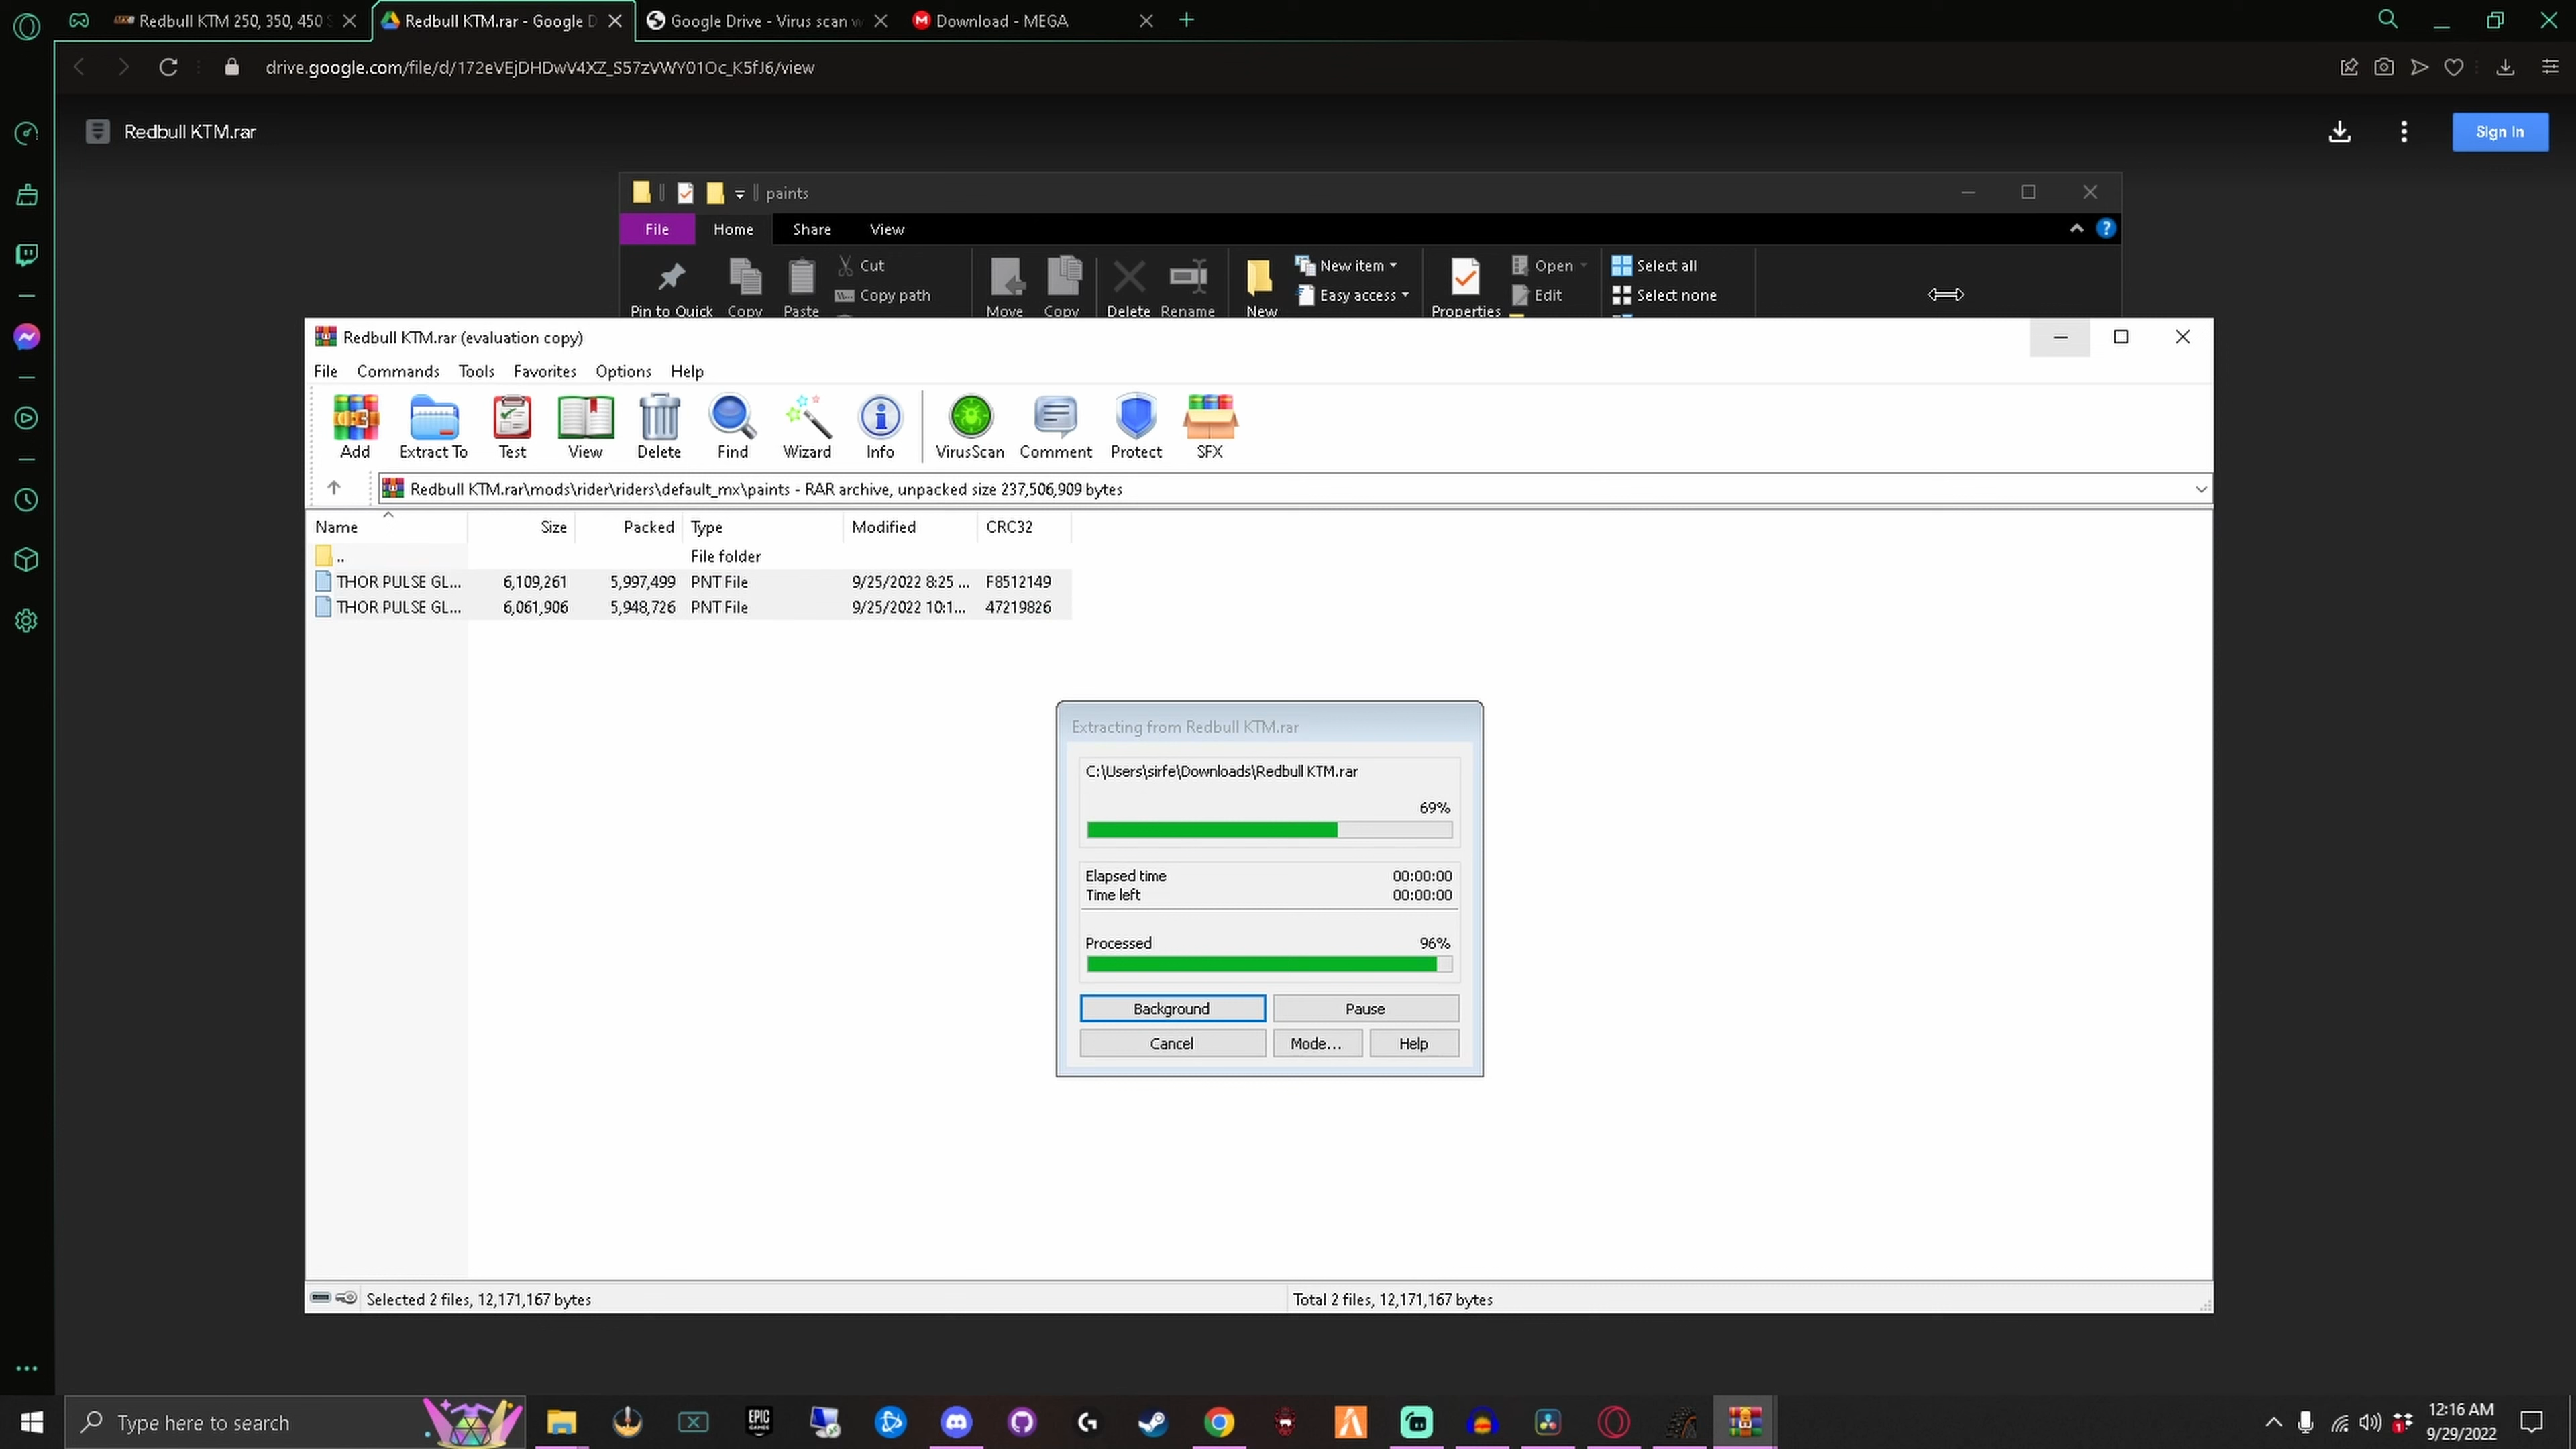 Redbull KTM 250, 350, 450 S
Redbull KTM.rar - Google D
Google Drive - Virus scan w
Download - MEGA
drive.google.com/file/d/172eVEjDHDwV4XZ_S57zVWY01Oc_K5fJ6/view
Redbull KTM.rar
Sign In
paints
File Home Share View
Cut
New item
Open
Select all
Copy path
Easy access
Edit
Select none
Pin to Quick Copy Paste Move Copy Delete Rename New Properties
Redbull KTM.rar (evaluation copy)
File Commands Tools Favorites Options Help
Add Extract To Test View Delete Find Wizard Info VirusScan Comment Protect SFX
Redbull KTM.rar\mods\rider\riders\default_mx\paints - RAR archive, unpacked size 237,506,909 bytes
Name Size Packed Type Modified CRC32
.. File folder
THOR PULSE GL... 6,109,261 5,997,499 PNT File 9/25/2022 8:25 ... F8512149
THOR PULSE GL... 6,061,906 5,948,726 PNT File 9/25/2022 10:1... 47219826
Extracting from Redbull KTM.rar
C:\Users\sirfe\Downloads\Redbull KTM.rar
69%
Elapsed time 00:00:00
Time left 00:00:00
Processed 96%
Background Pause
Cancel Mode... Help
Selected 2 files, 12,171,167 bytes
Total 2 files, 12,171,167 bytes
Type here to search
EPIC GAMES
12:16 AM
9/29/2022